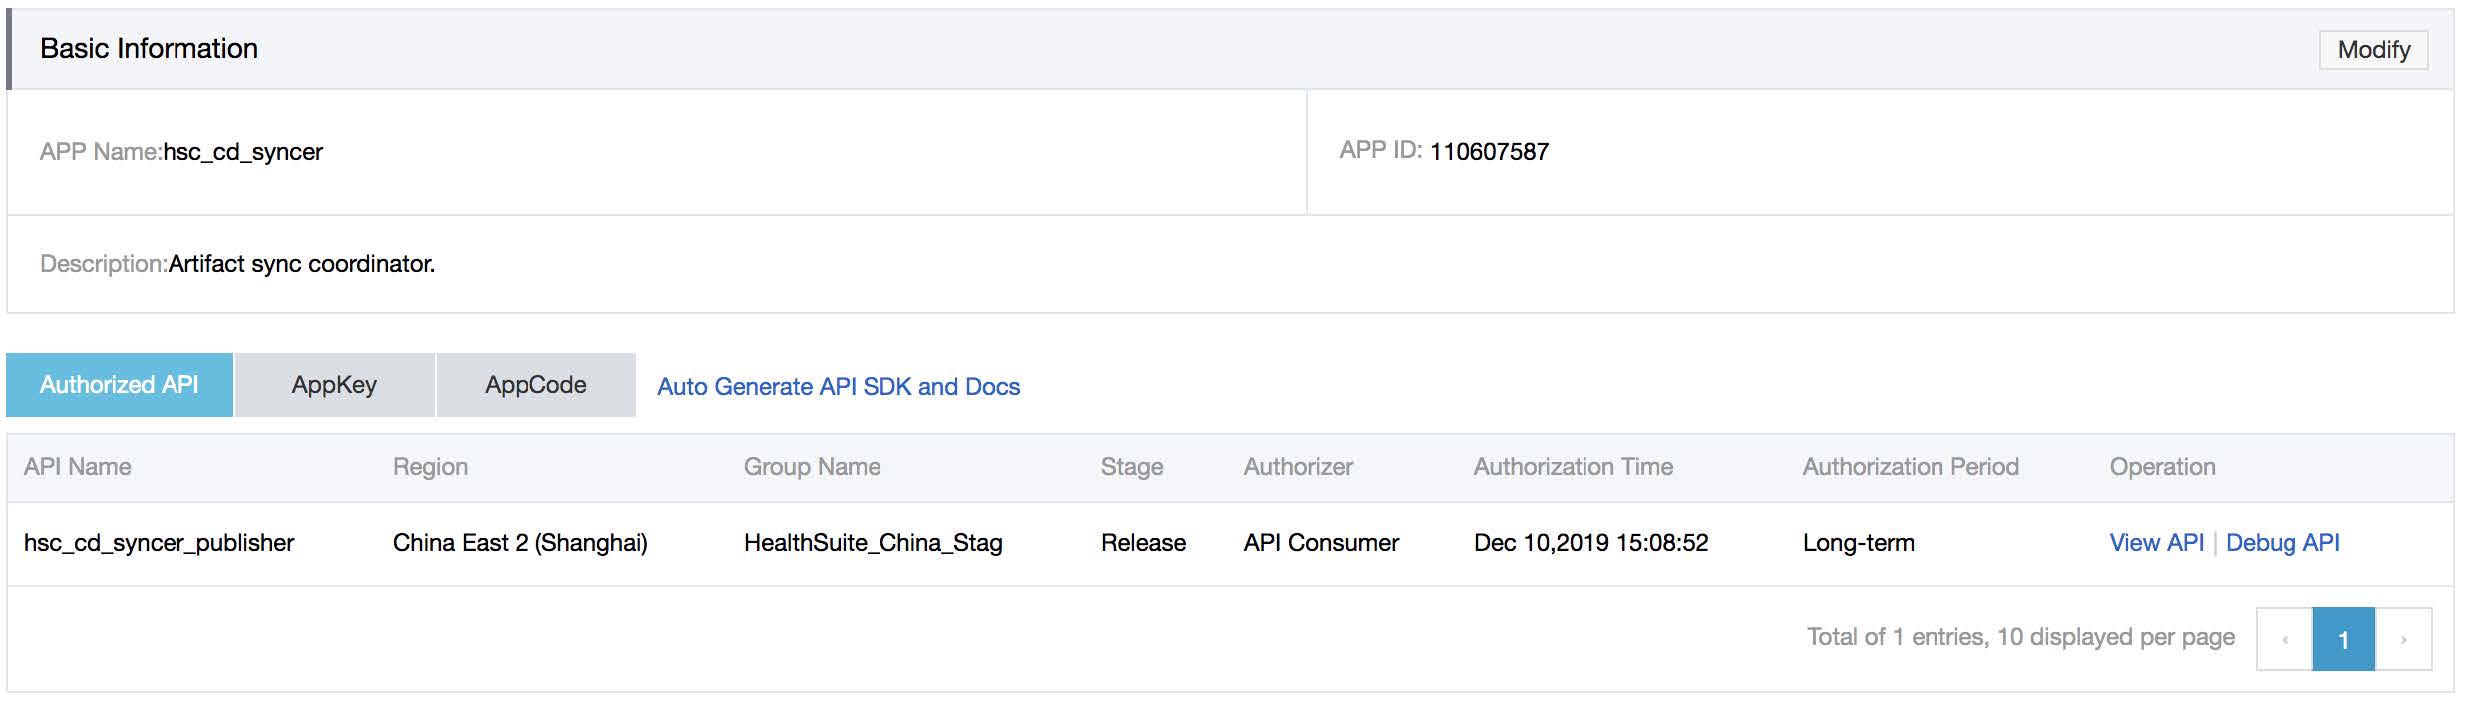 Basic Information
Modify
APP Name:hsc_cd_syncer
APP ID: 110607587
Description:Artifact sync coordinator.
Authorized API AppKey AppCode Auto Generate API SDK and Docs
API Name Region Group Name Stage Authorizer Authorization Time Authorization Period Operation
hsc_cd_syncer_publisher China East 2 (Shanghai) HealthSuite_China_Stag Release API Consumer Dec 10,2019 15:08:52 Long-term View API | Debug API
Total of 1 entries, 10 displayed per page ‹ 1 ›